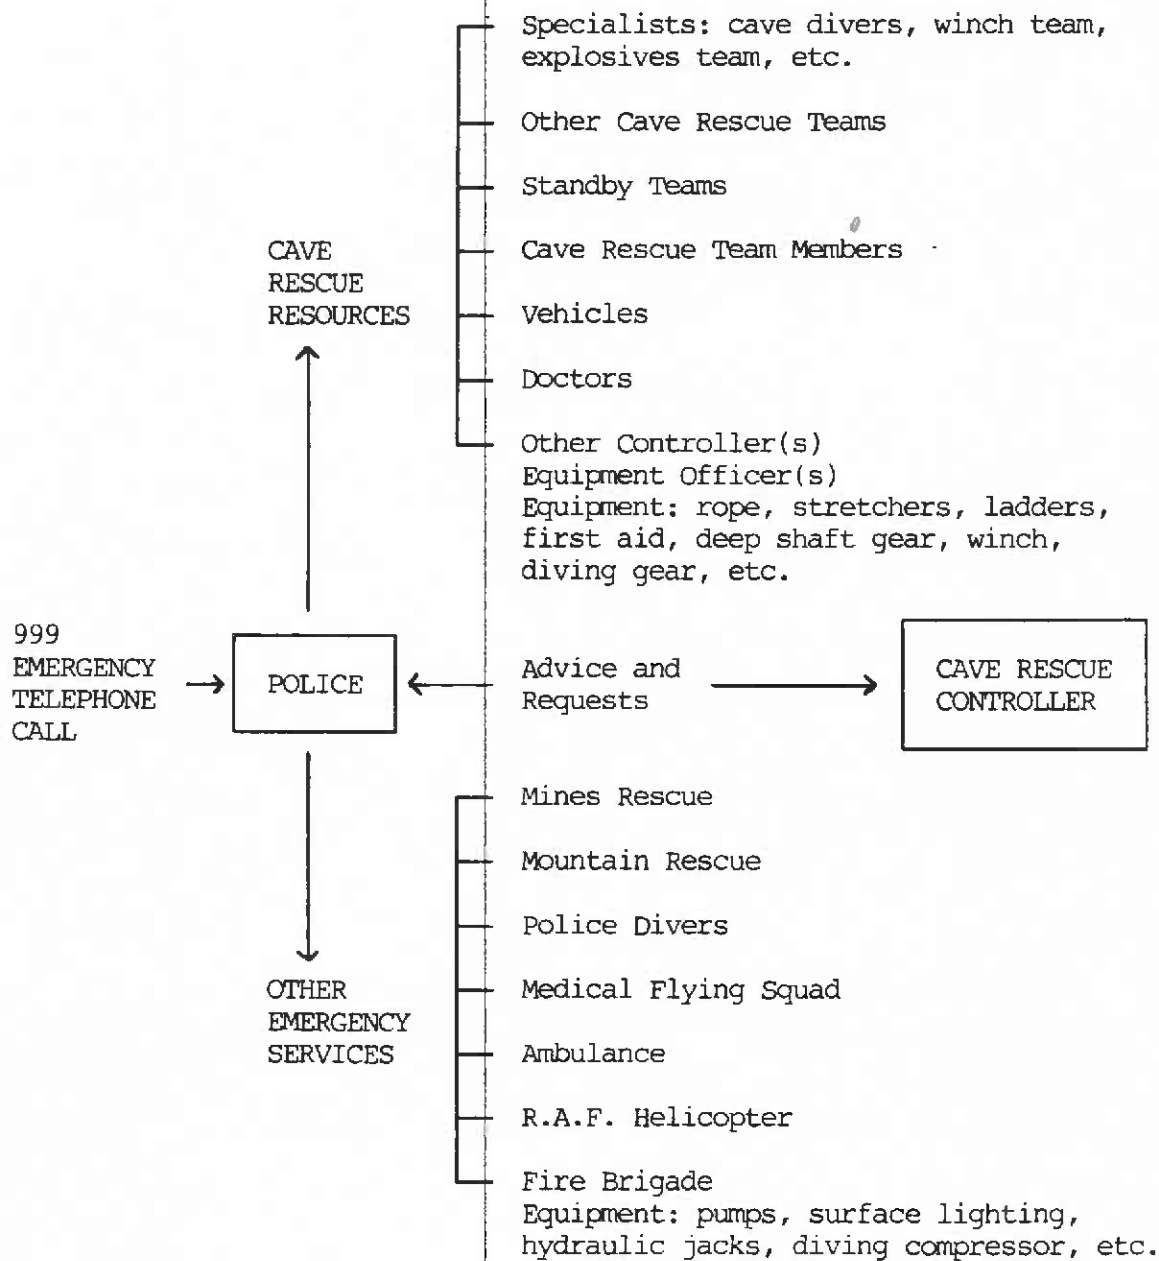 Specialists: cave divers, winch team,
explosives team, etc.
Other Cave Rescue Teams
Standby Teams
Cave Rescue Team Members
Vehicles
Doctors
Other Controller(s)
Equipment Officer(s)
Equipment: rope, stretchers, ladders,
first aid, deep shaft gear, winch,
diving gear, etc.
CAVE
RESCUE
RESOURCES
999
EMERGENCY
TELEPHONE
CALL
POLICE
Advice and
Requests
CAVE RESCUE
CONTROLLER
OTHER
EMERGENCY
SERVICES
Mines Rescue
Mountain Rescue
Police Divers
Medical Flying Squad
Ambulance
R.A.F. Helicopter
Fire Brigade
Equipment: pumps, surface lighting,
hydraulic jacks, diving compressor, etc.